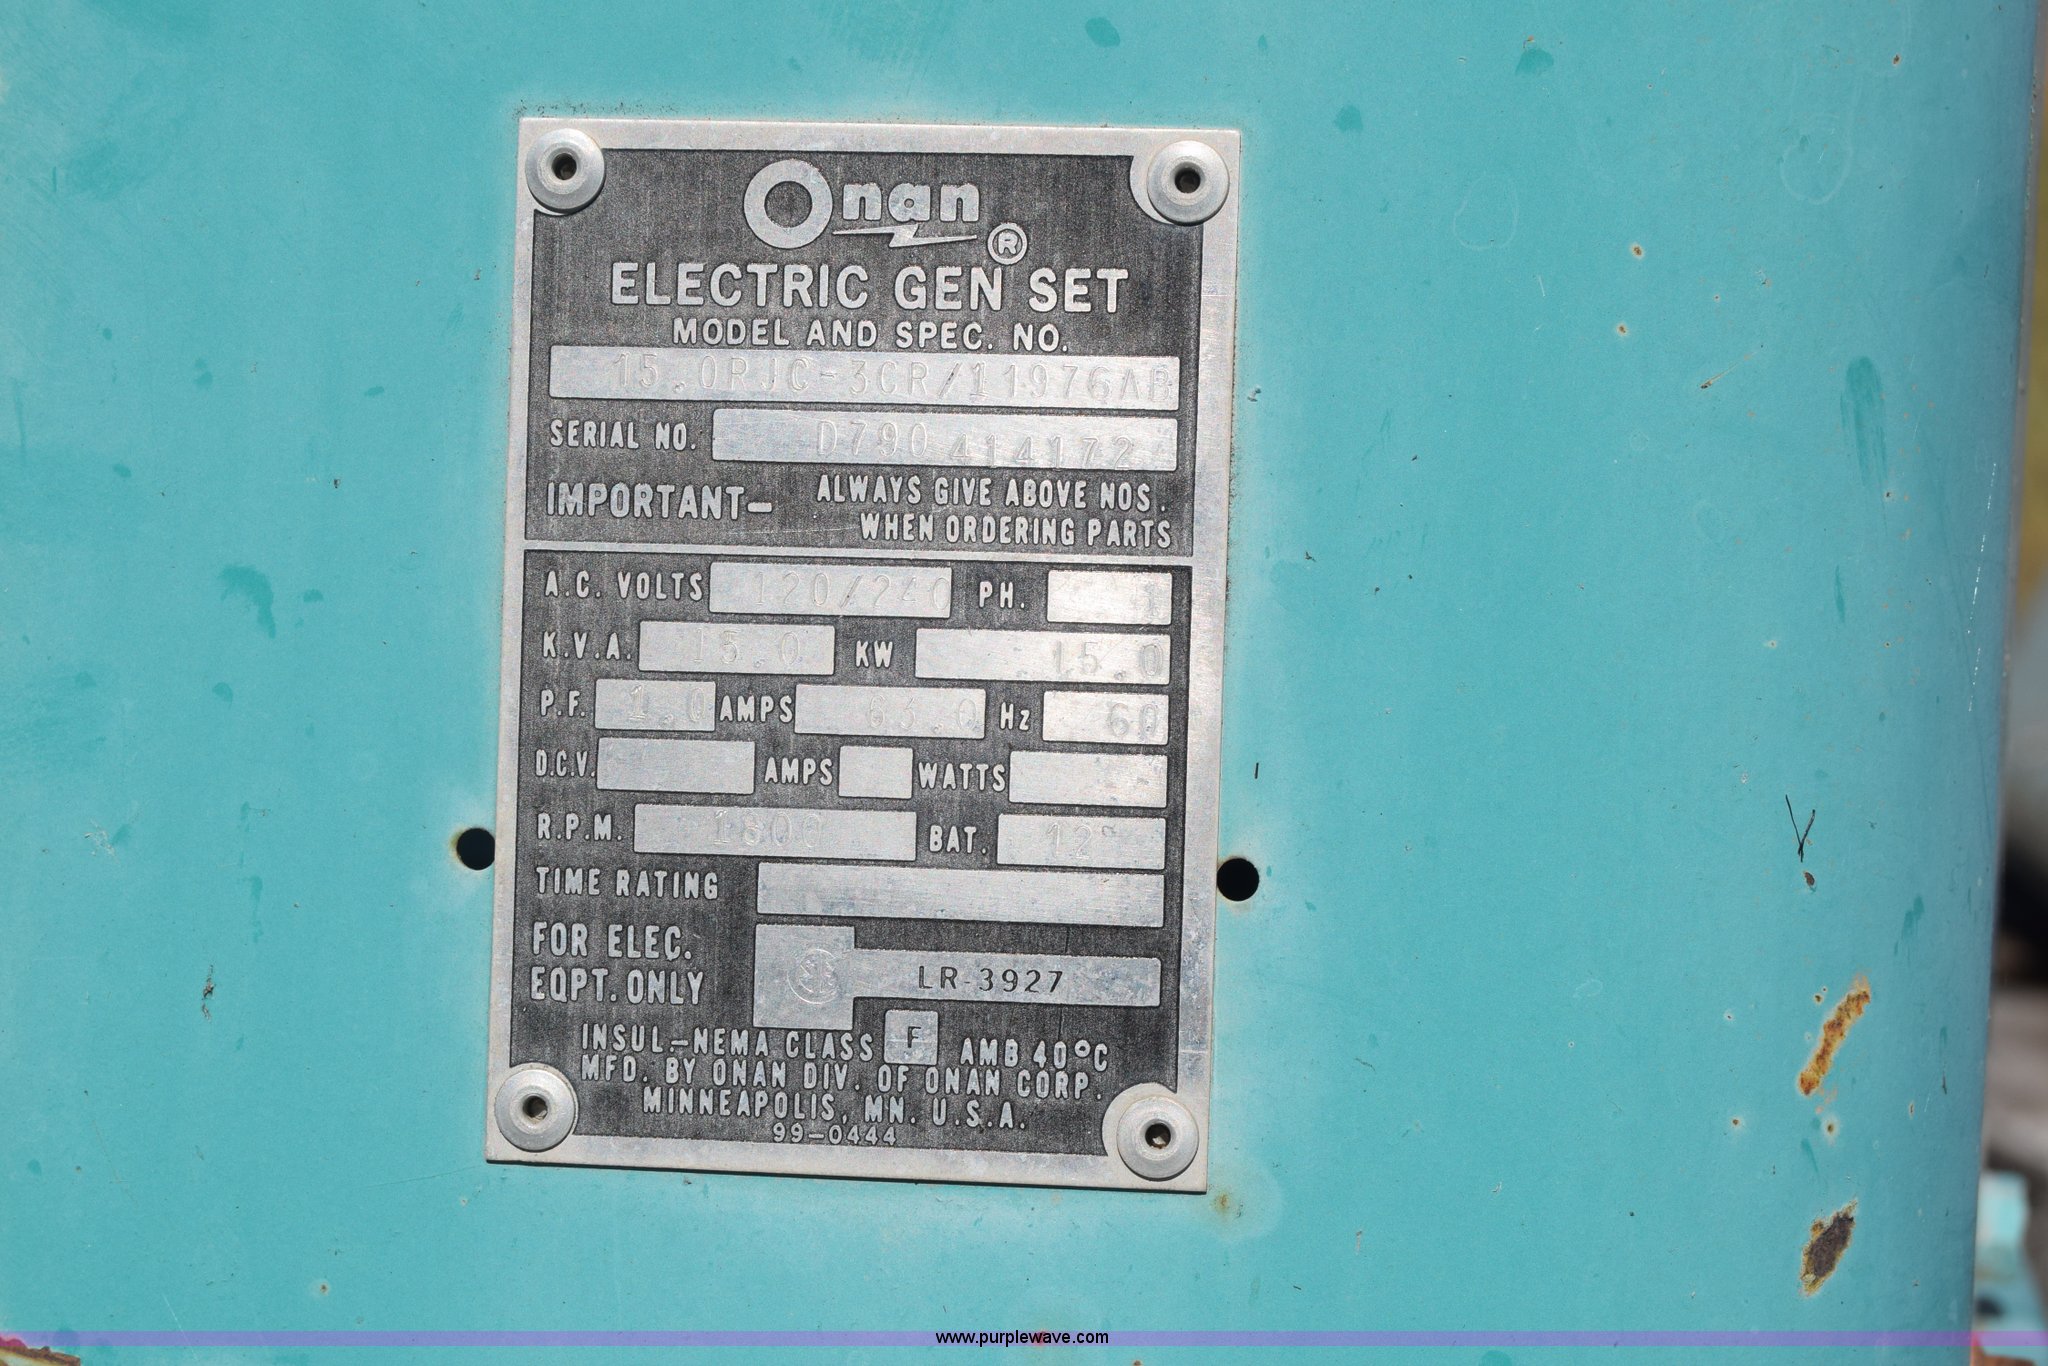 Onan ®
ELECTRIC GEN SET
MODEL AND SPEC. NO.
15.0RJC-3CR/11976AB
SERIAL NO. D790414172
IMPORTANT— ALWAYS GIVE ABOVE NOS.
WHEN ORDERING PARTS
A.C. VOLTS 120/240 PH. 1
K.V.A. 15.0 KW 15.0
P.F. 1.0 AMPS 63.0 Hz 60
D.C.V. AMPS WATTS
R.P.M. 1800 BAT. 12
TIME RATING
FOR ELEC.
EQPT. ONLY LR-3927
INSUL.—NEMA CLASS F AMB 40°C
MFD. BY ONAN DIV. OF ONAN CORP.
MINNEAPOLIS, MN. U.S.A.
99-0444
www.purplewave.com